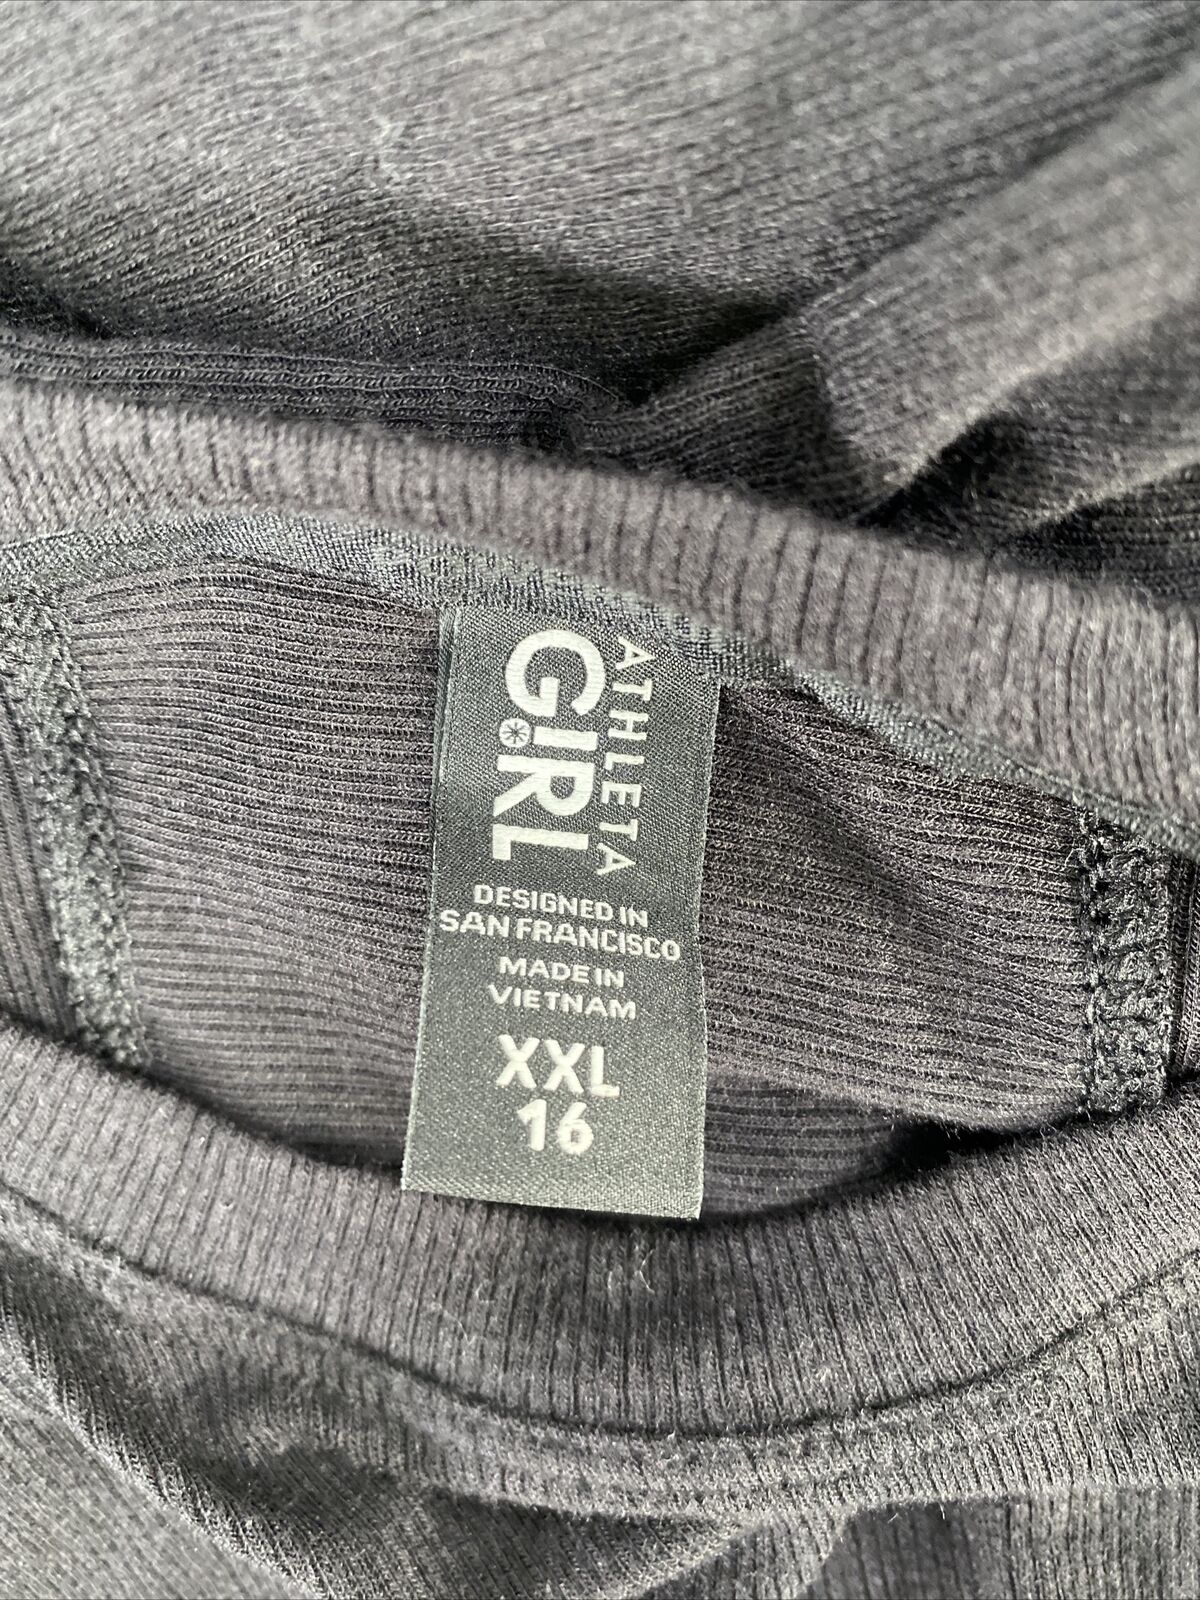 ATHLETA
GIRL
DESIGNED IN
SAN FRANCISCO
MADE IN
VIETNAM
XXL
16